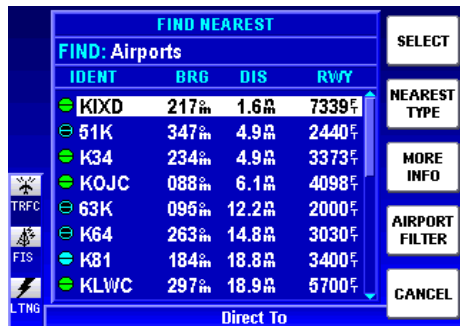 FIND NEAREST
FIND: Airports
IDENT BRG DIS RWY
KIXD 217°m 1.6nm 7339FT
51K 347°m 4.9nm 2440FT
K34 234°m 4.9nm 3373FT
KOJC 088°m 6.1nm 4098FT
63K 095°m 12.2nm 2000FT
K64 263°m 14.8nm 3030FT
K81 184°m 18.8nm 3400FT
KLWC 297°m 18.9nm 5700FT
Direct To
TRFC
FIS
LTNG
SELECT
NEAREST
TYPE
MORE
INFO
AIRPORT
FILTER
CANCEL